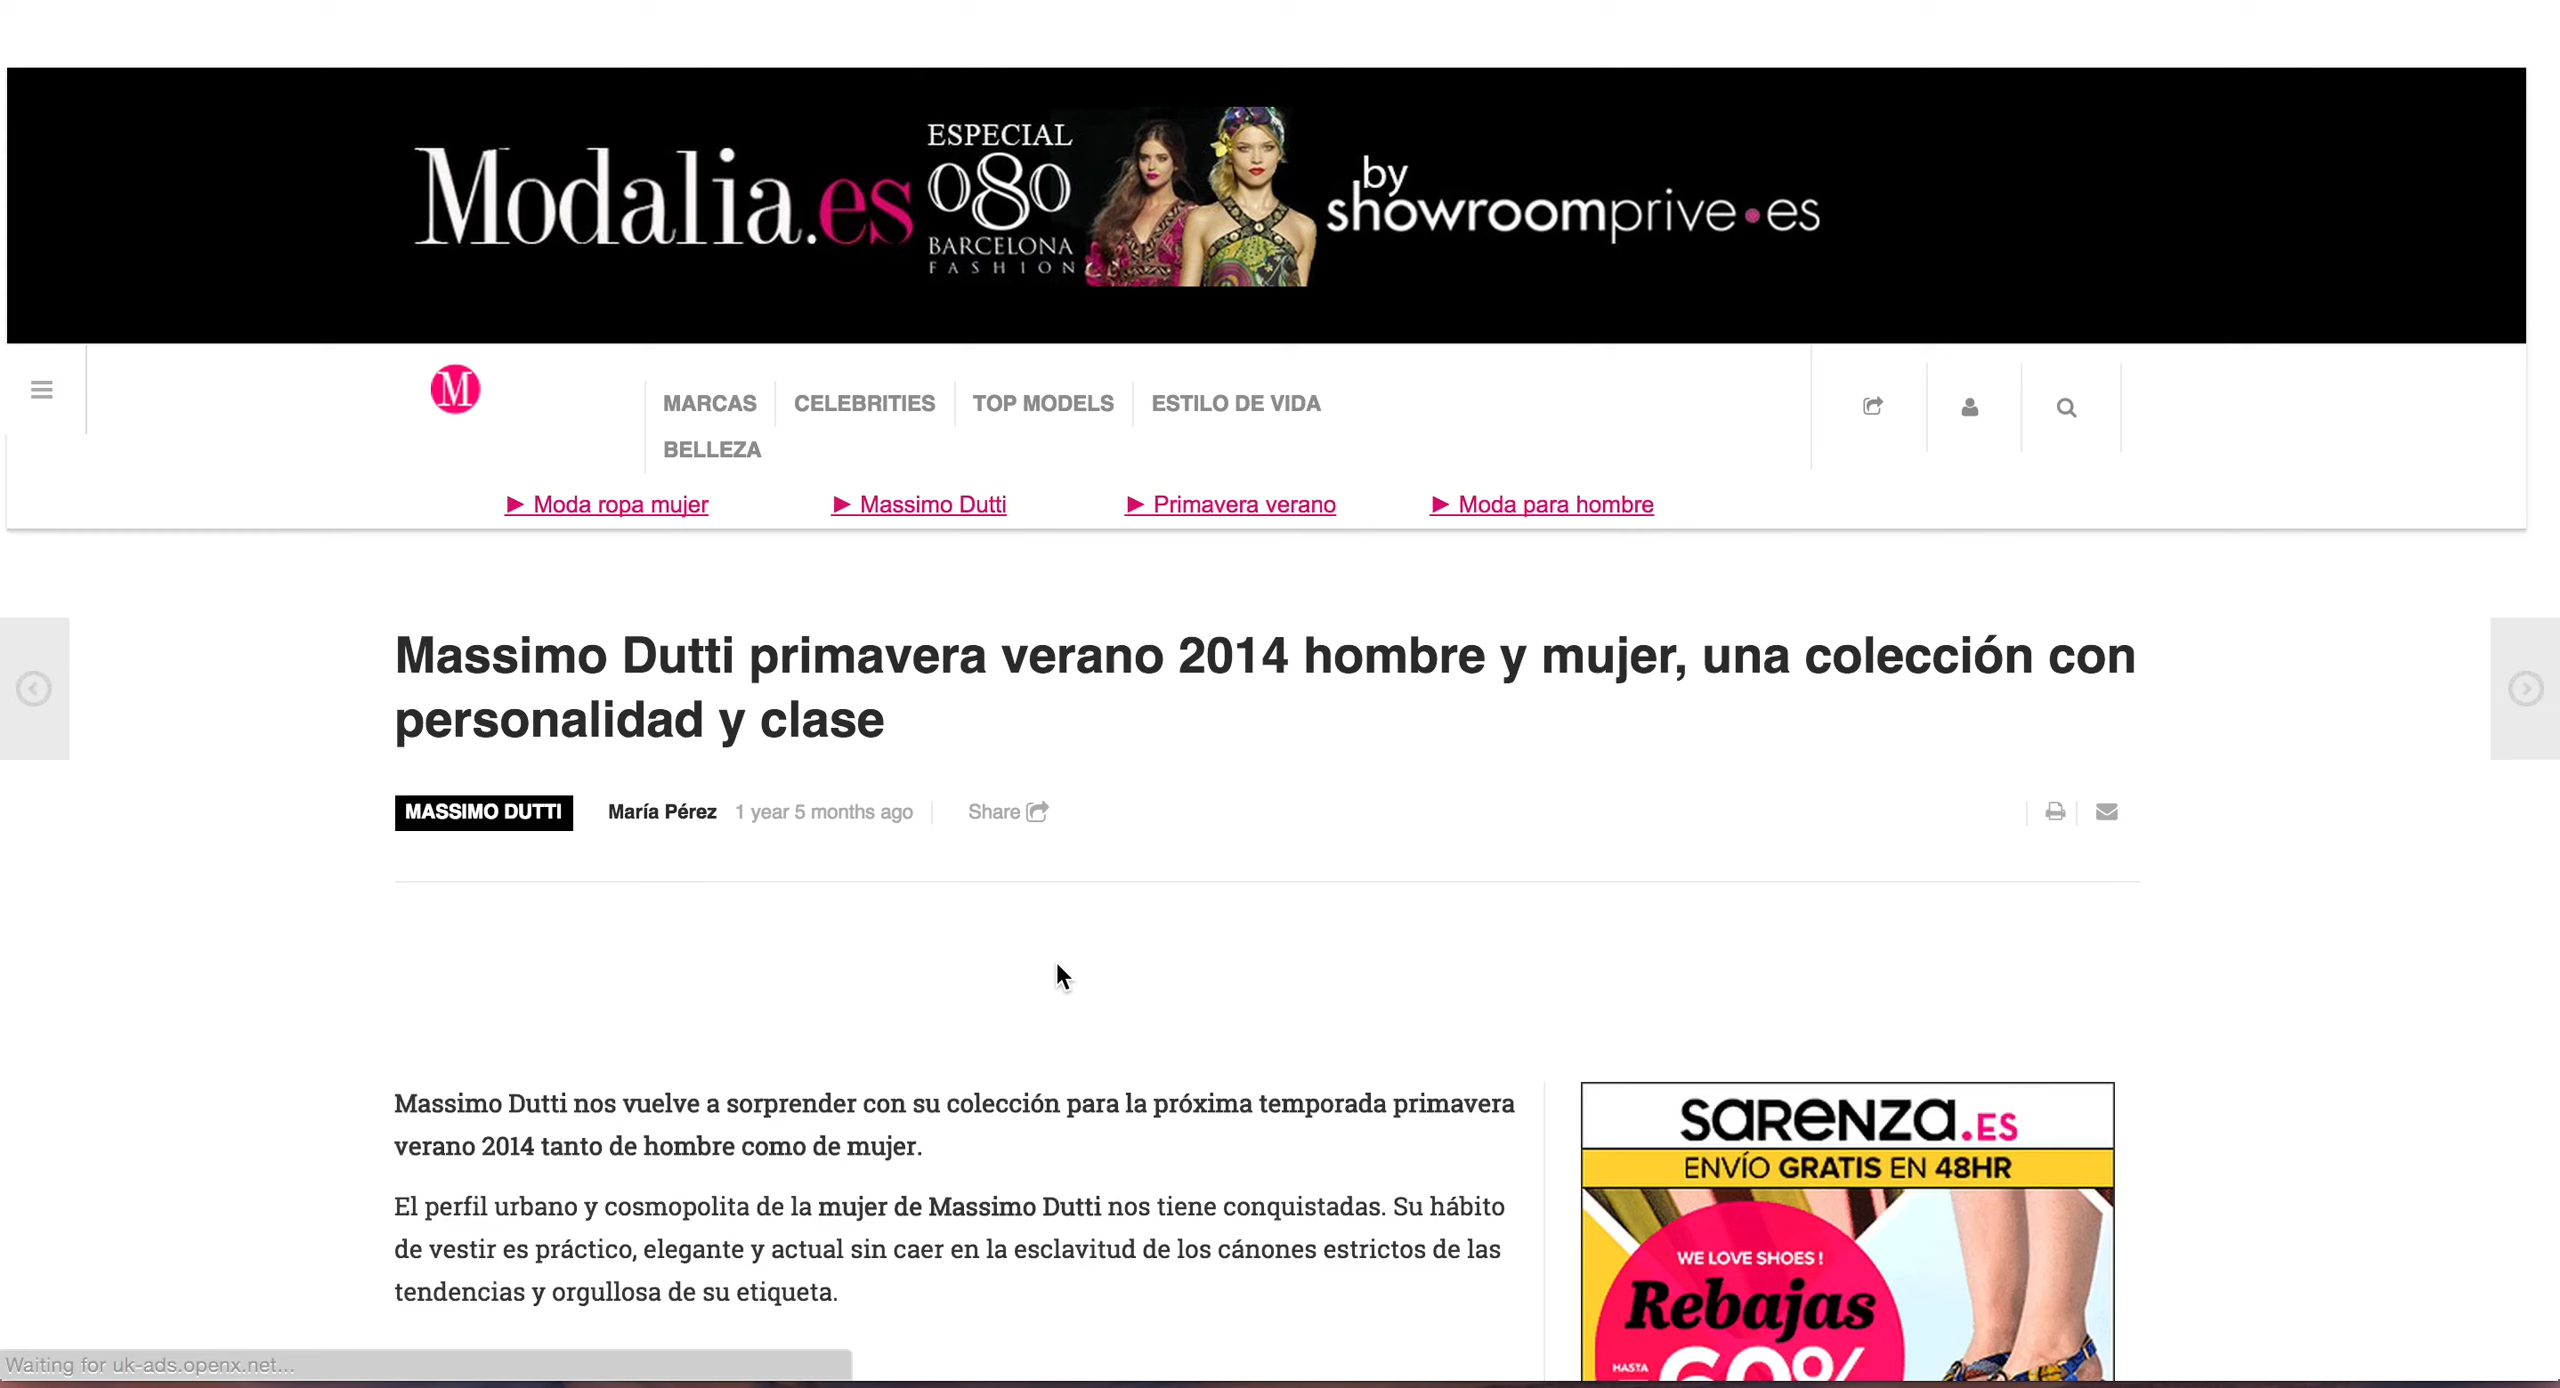 Modalia.es
ESPECIAL
080
BARCELONA
FASHION
by
showroomprive.es
M
MARCAS
CELEBRITIES
TOP MODELS
ESTILO DE VIDA
BELLEZA
► Moda ropa mujer
► Massimo Dutti
► Primavera verano
► Moda para hombre
Massimo Dutti primavera verano 2014 hombre y mujer, una colección con
personalidad y clase
MASSIMO DUTTI
María Pérez 1 year 5 months ago
Share
Massimo Dutti nos vuelve a sorprender con su colección para la próxima temporada primavera
verano 2014 tanto de hombre como de mujer.
El perfil urbano y cosmopolita de la mujer de Massimo Dutti nos tiene conquistadas. Su hábito
de vestir es práctico, elegante y actual sin caer en la esclavitud de los cánones estrictos de las
tendencias y orgullosa de su etiqueta.
sarenza.ES
ENVÍO GRATIS EN 48HR
WE LOVE SHOES !
Rebajas
HASTA
60%
Waiting for uk-ads.openx.net...